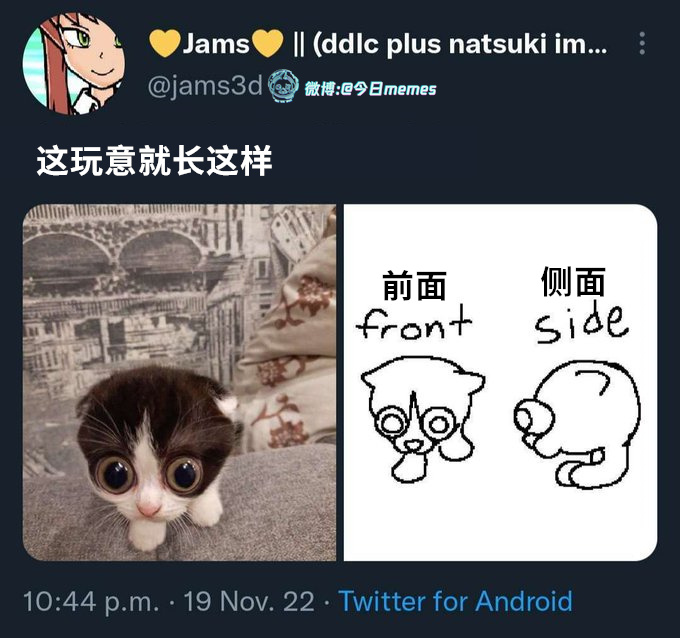 💛Jams💛 || (ddlc plus natsuki im...
@jams3d 微博:@今日memes
这玩意就长这样
前面 侧面
front side
10:44 p.m. · 19 Nov. 22 · Twitter for Android